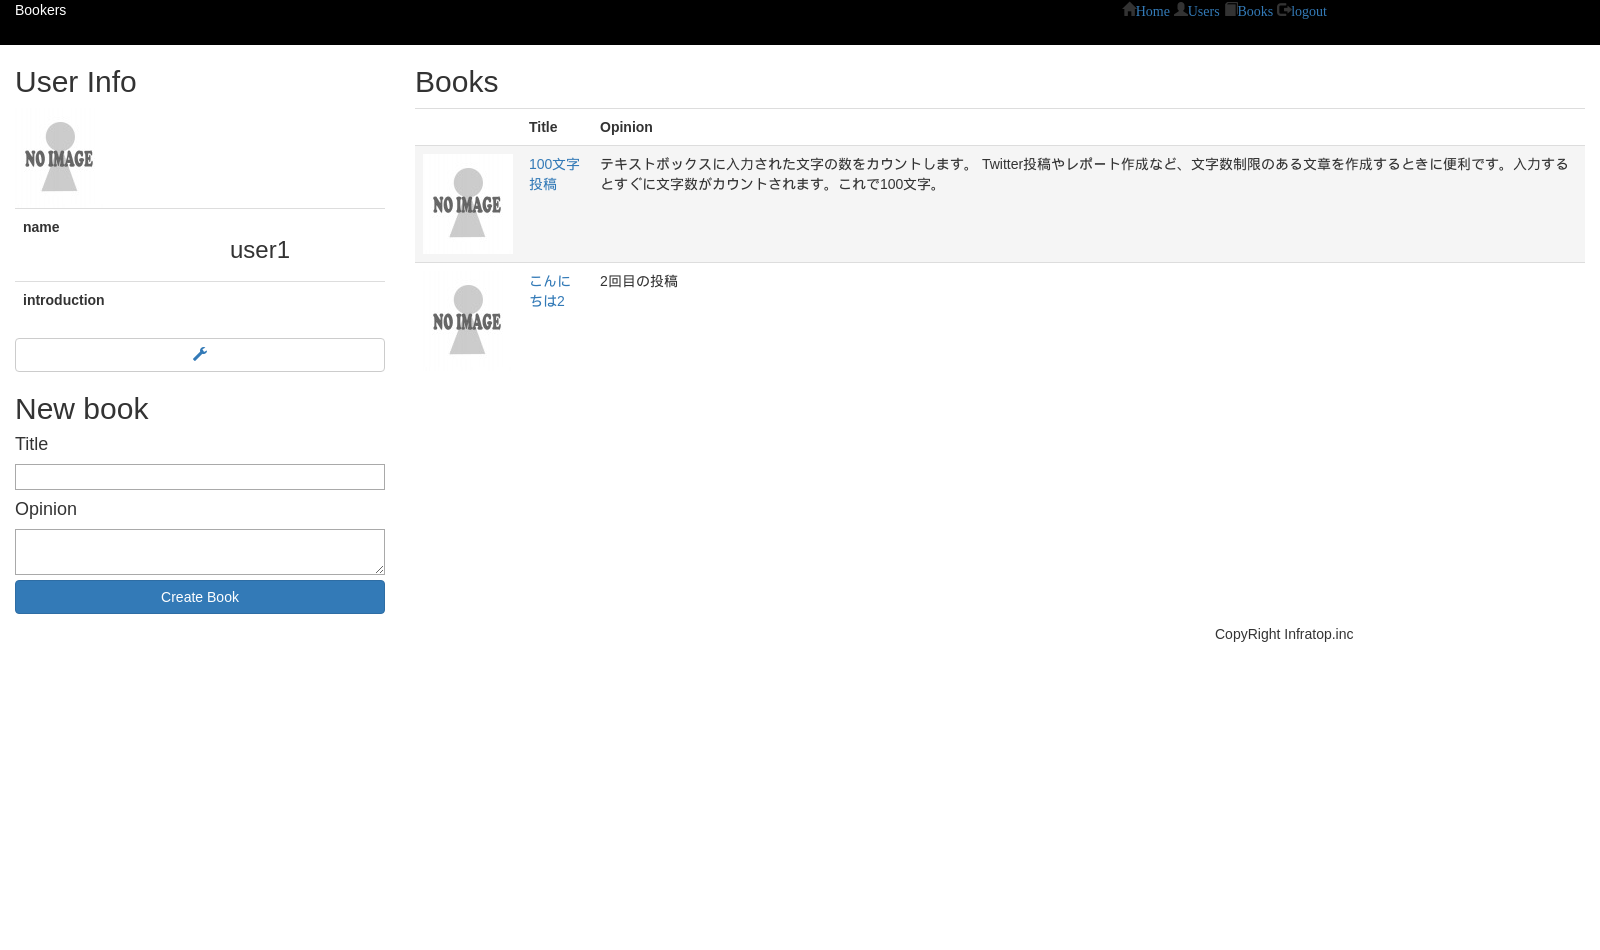 Bookers
Home Users Books logout
User Info
NO IMAGE
name
user1
introduction
New book
Title
Opinion
Create Book
Books
Title Opinion
NO IMAGE
100文字
投稿
テキストボックスに入力された文字の数をカウントします。 Twitter投稿やレポート作成など、文字数制限のある文章を作成するときに便利です。入力する
とすぐに文字数がカウントされます。これで100文字。
NO IMAGE
こんに
ちは2
2回目の投稿
CopyRight Infratop.inc